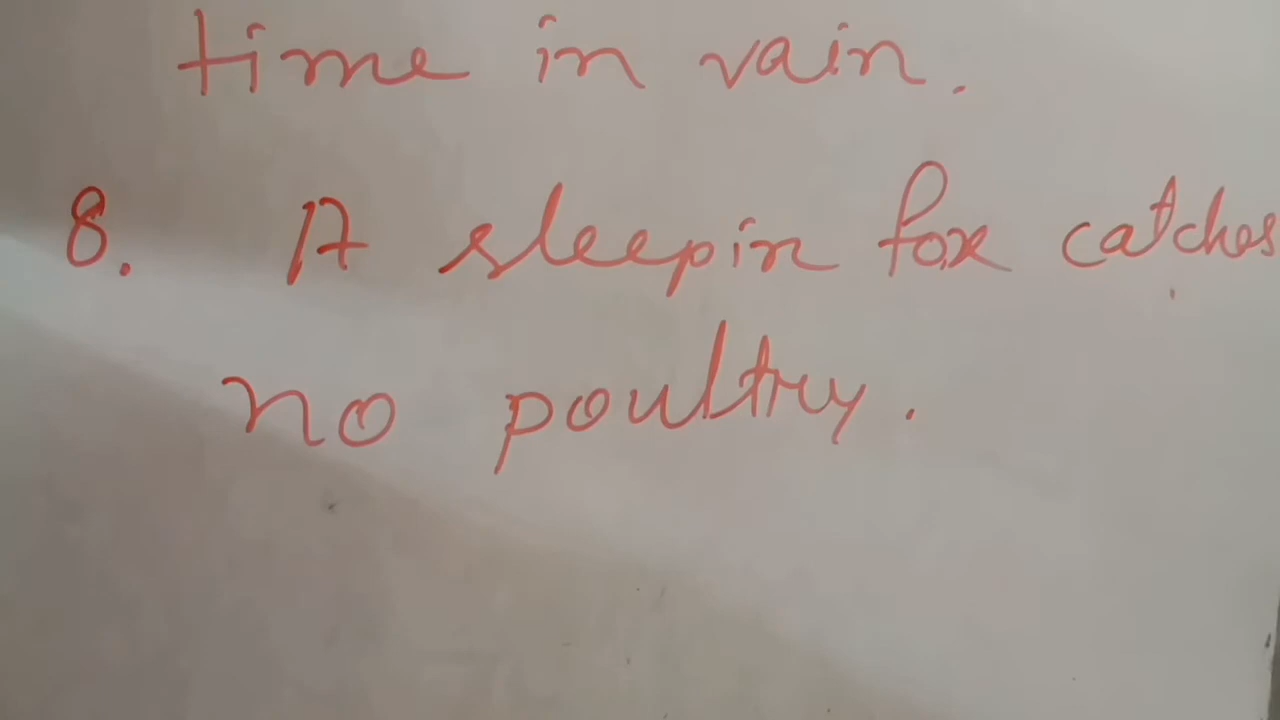 time in vain.
8. A sleepin fox catches
no poultry.